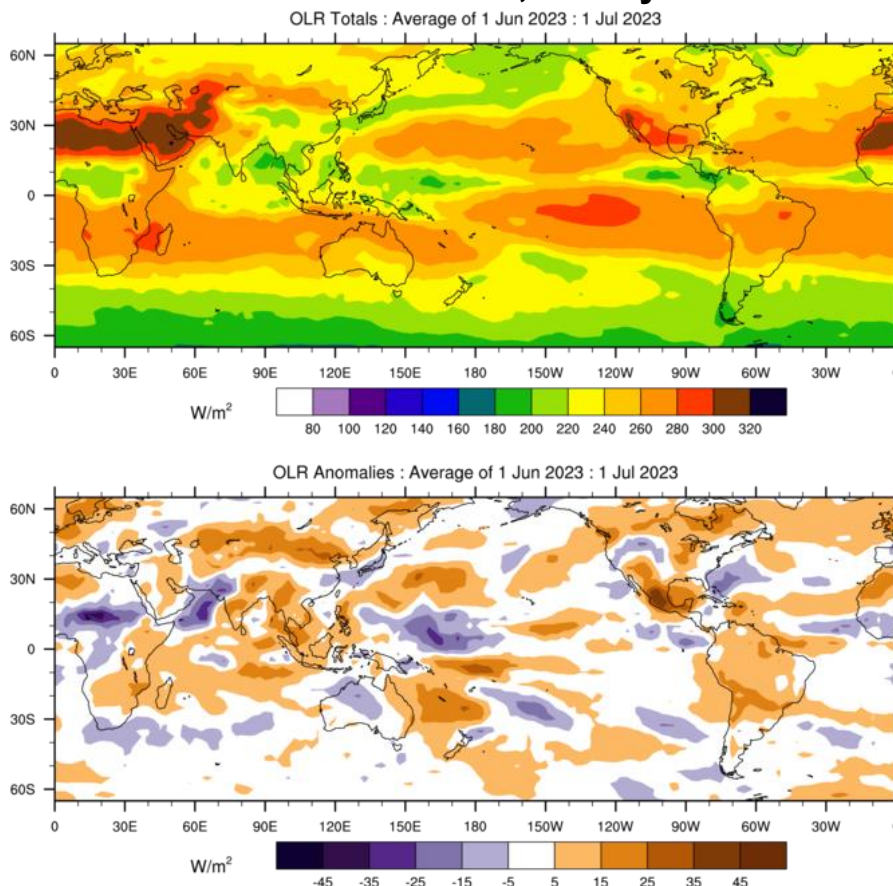 OLR Totals : Average of 1 Jun 2023 : 1 Jul 2023
60N
30N
0
30S
60S
0 30E 60E 90E 120E 150E 180 150W 120W 90W 60W 30W
W/m²
80 100 120 140 160 180 200 220 240 260 280 300 320
OLR Anomalies : Average of 1 Jun 2023 : 1 Jul 2023
60N
30N
0
30S
60S
0 30E 60E 90E 120E 150E 180 150W 120W 90W 60W 30W
W/m²
-45 -35 -25 -15 -5 5 15 25 35 45